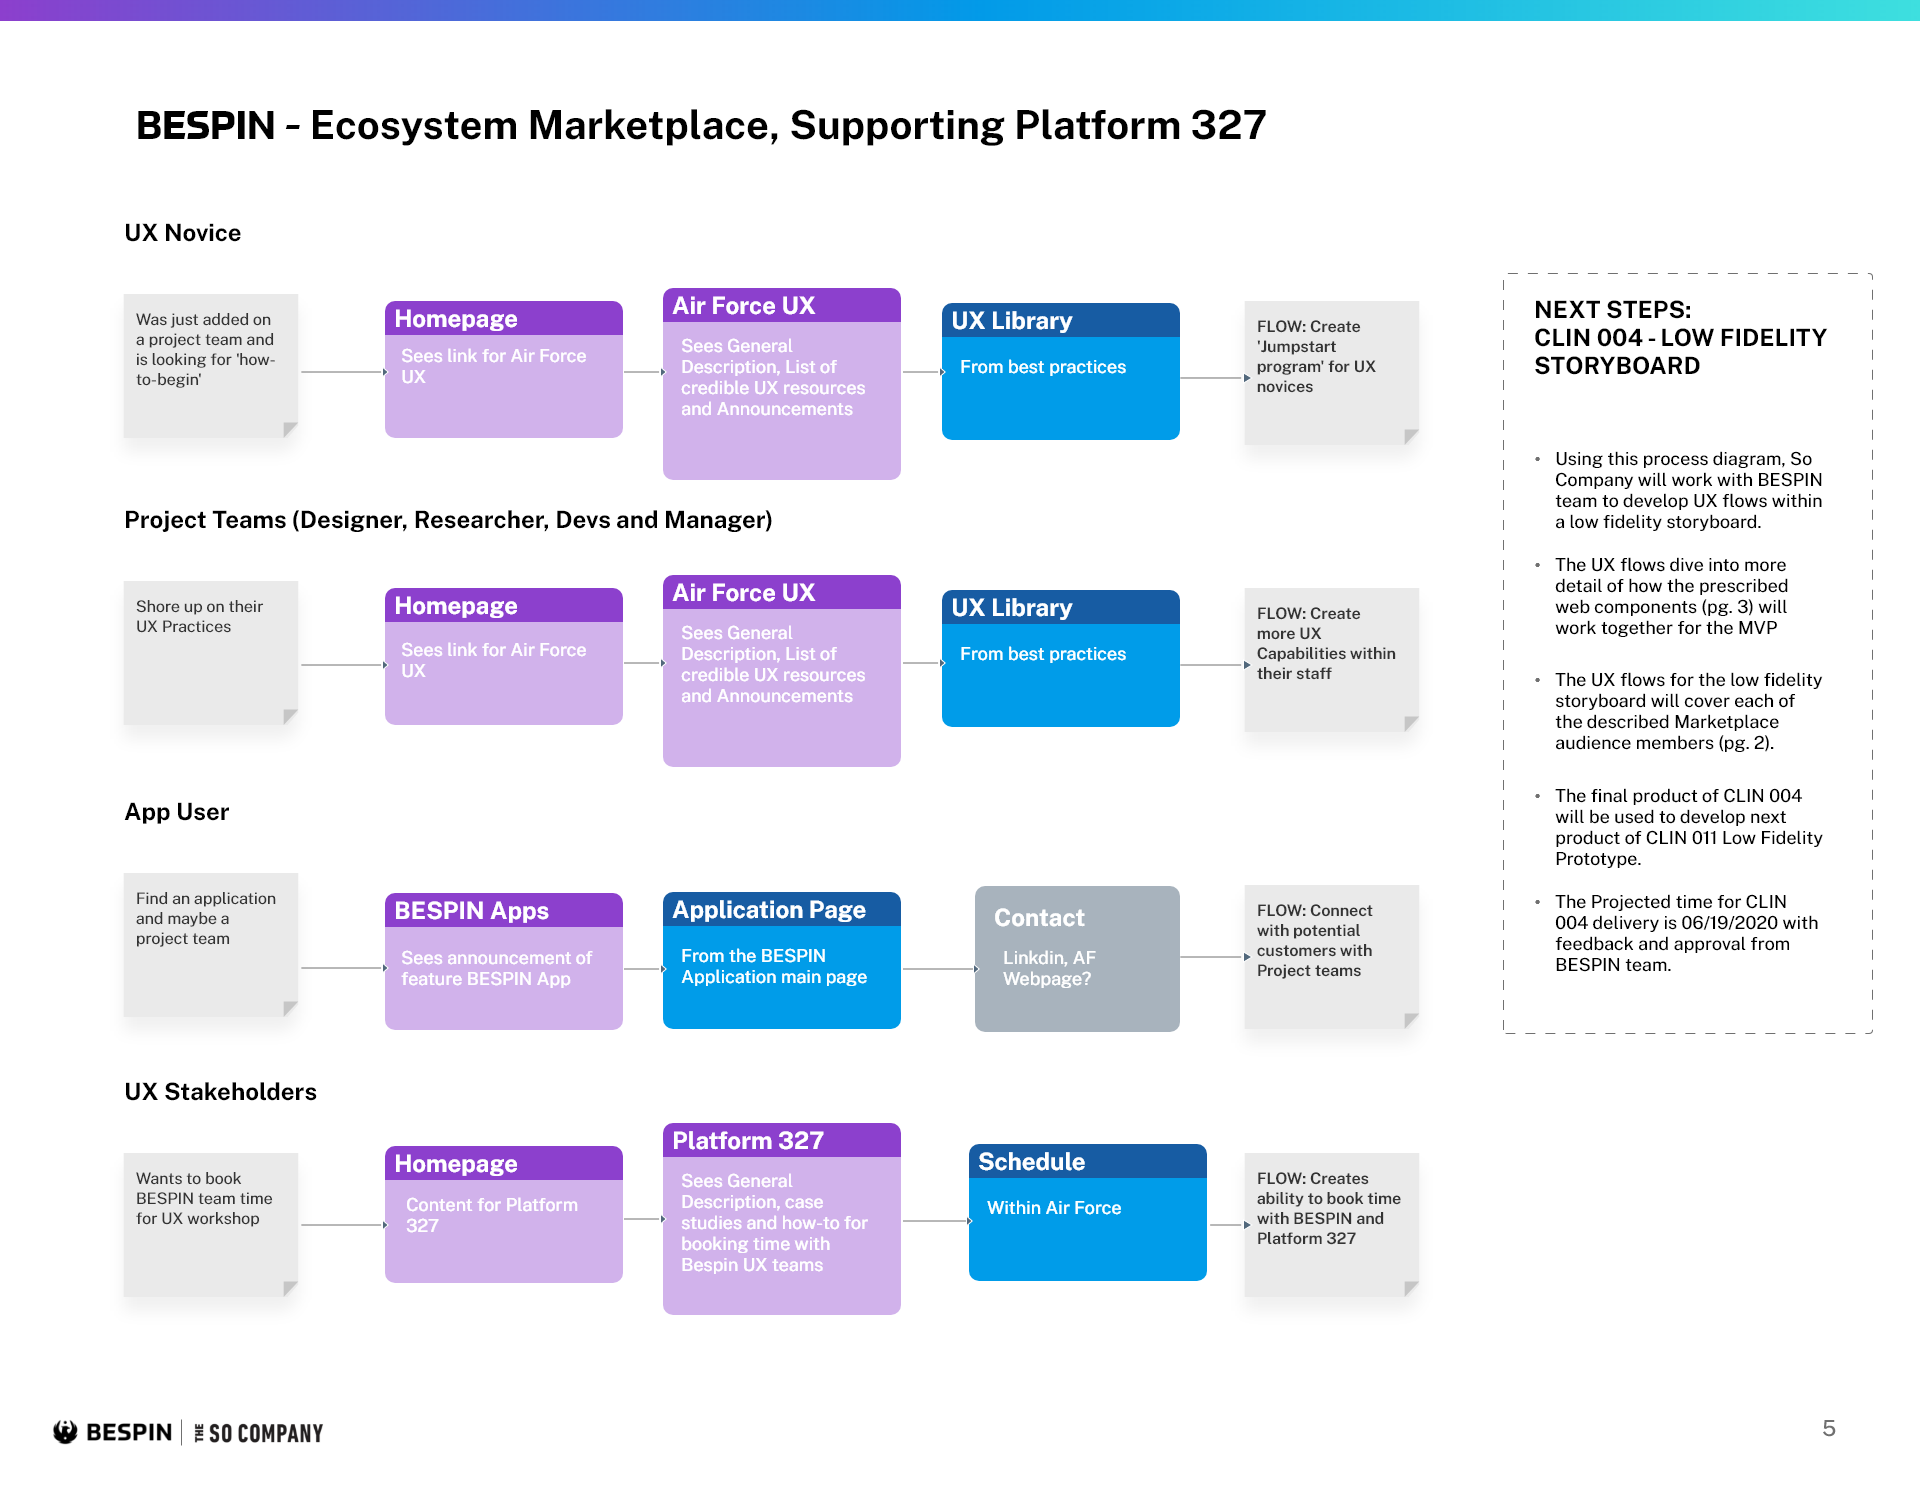 BESPIN - Ecosystem Marketplace, Supporting Platform 327
UX Novice
Was just added on
a project team and
is looking for 'how-
to-begin'
Homepage
Sees link for Air Force
UX
Air Force UX
Sees General
Description, List of
credible UX resources
and Announcements
UX Library
From best practices
FLOW: Create
'Jumpstart
program' for UX
novices
Project Teams (Designer, Researcher, Devs and Manager)
Shore up on their
UX Practices
Homepage
Sees link for Air Force
UX
Air Force UX
Sees General
Description, List of
credible UX resources
and Announcements
UX Library
From best practices
FLOW: Create
more UX
Capabilities within
their staff
App User
Find an application
and maybe a
project team
BESPIN Apps
Sees announcement of
feature BESPIN App
Application Page
From the BESPIN
Application main page
Contact
Linkdin, AF
Webpage?
FLOW: Connect
with potential
customers with
Project teams
UX Stakeholders
Wants to book
BESPIN team time
for UX workshop
Homepage
Content for Platform
327
Platform 327
Sees General
Description, case
studies and how-to for
booking time with
Bespin UX teams
Schedule
Within Air Force
FLOW: Creates
ability to book time
with BESPIN and
Platform 327
NEXT STEPS:
CLIN 004 - LOW FIDELITY
STORYBOARD
• Using this process diagram, So
Company will work with BESPIN
team to develop UX flows within
a low fidelity storyboard.
• The UX flows dive into more
detail of how the prescribed
web components (pg. 3) will
work together for the MVP
• The UX flows for the low fidelity
storyboard will cover each of
the described Marketplace
audience members (pg. 2).
• The final product of CLIN 004
will be used to develop next
product of CLIN 011 Low Fidelity
Prototype.
• The Projected time for CLIN
004 delivery is 06/19/2020 with
feedback and approval from
BESPIN team.
BESPIN | THE SO COMPANY
5